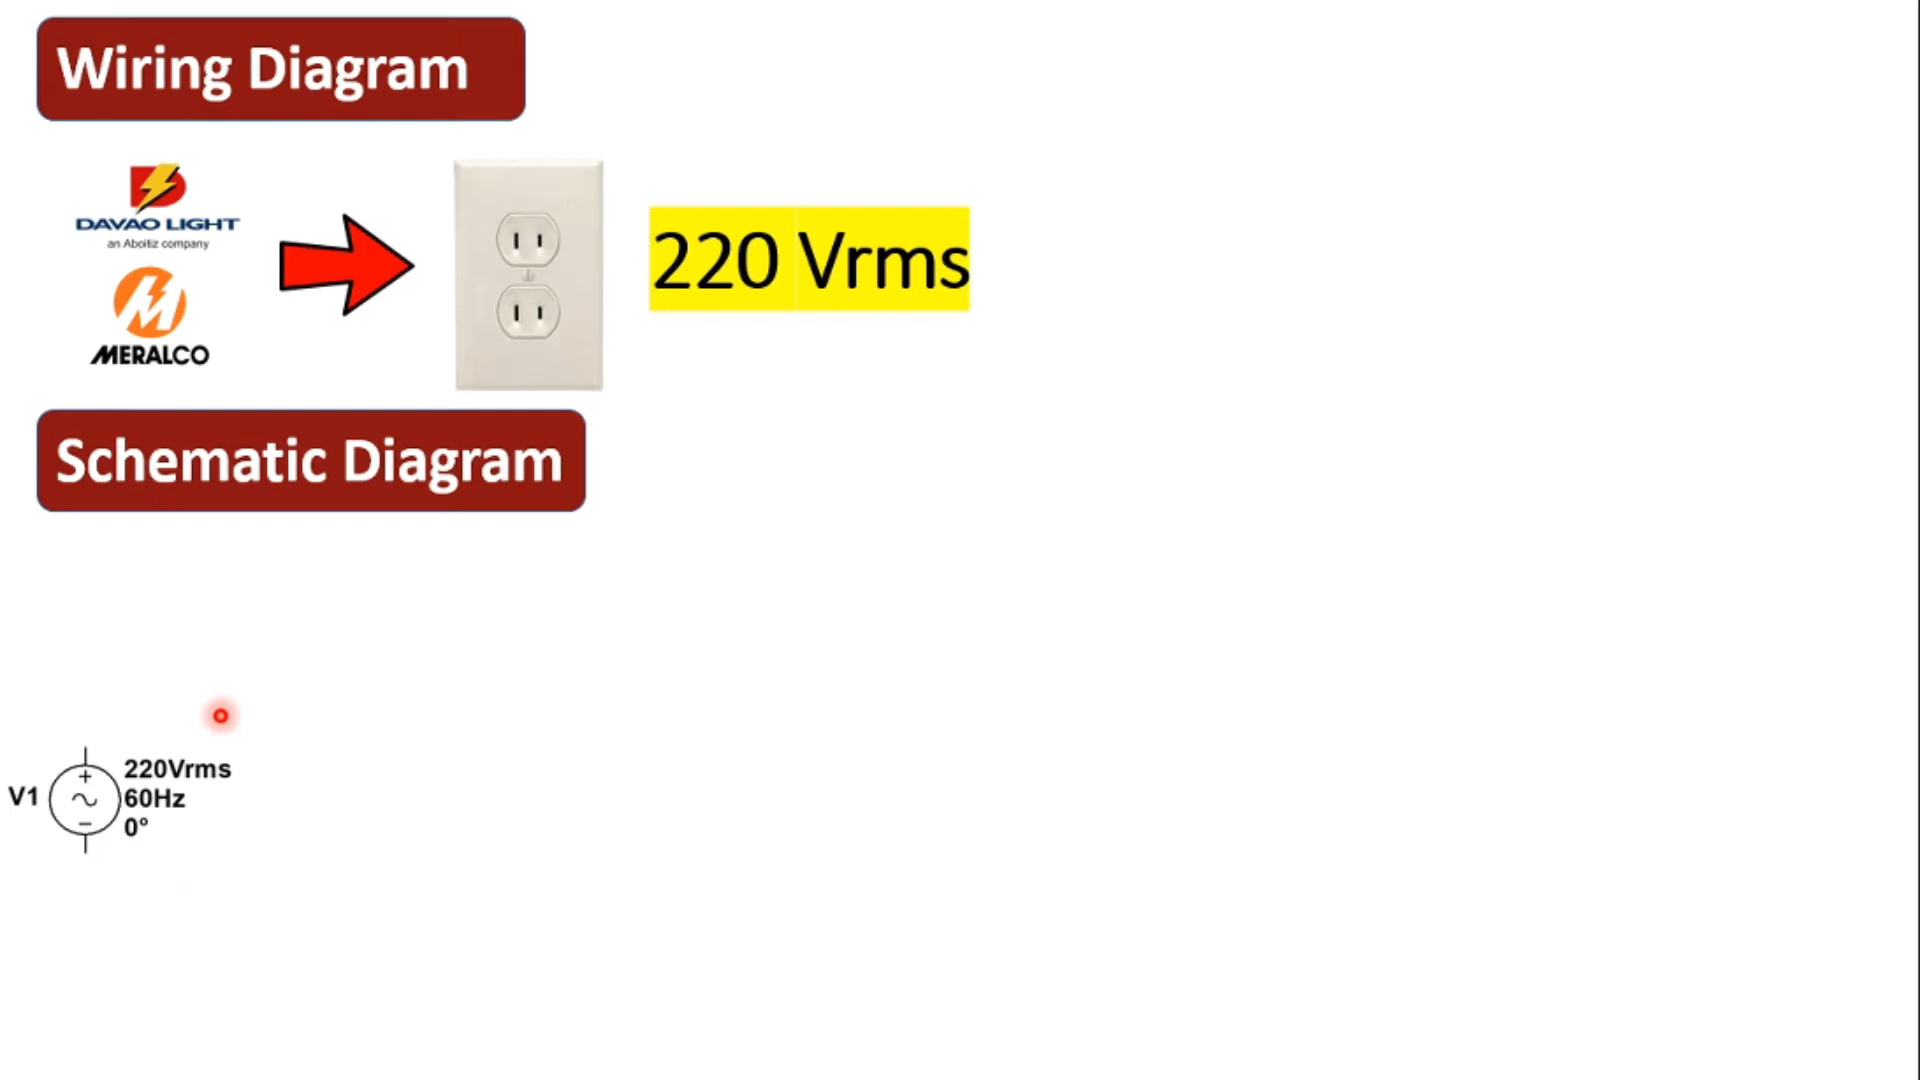 Wiring Diagram
DAVAO LIGHT
an Aboitiz company
MERALCO
220 Vrms
Schematic Diagram
V1
220Vrms
60Hz
0°